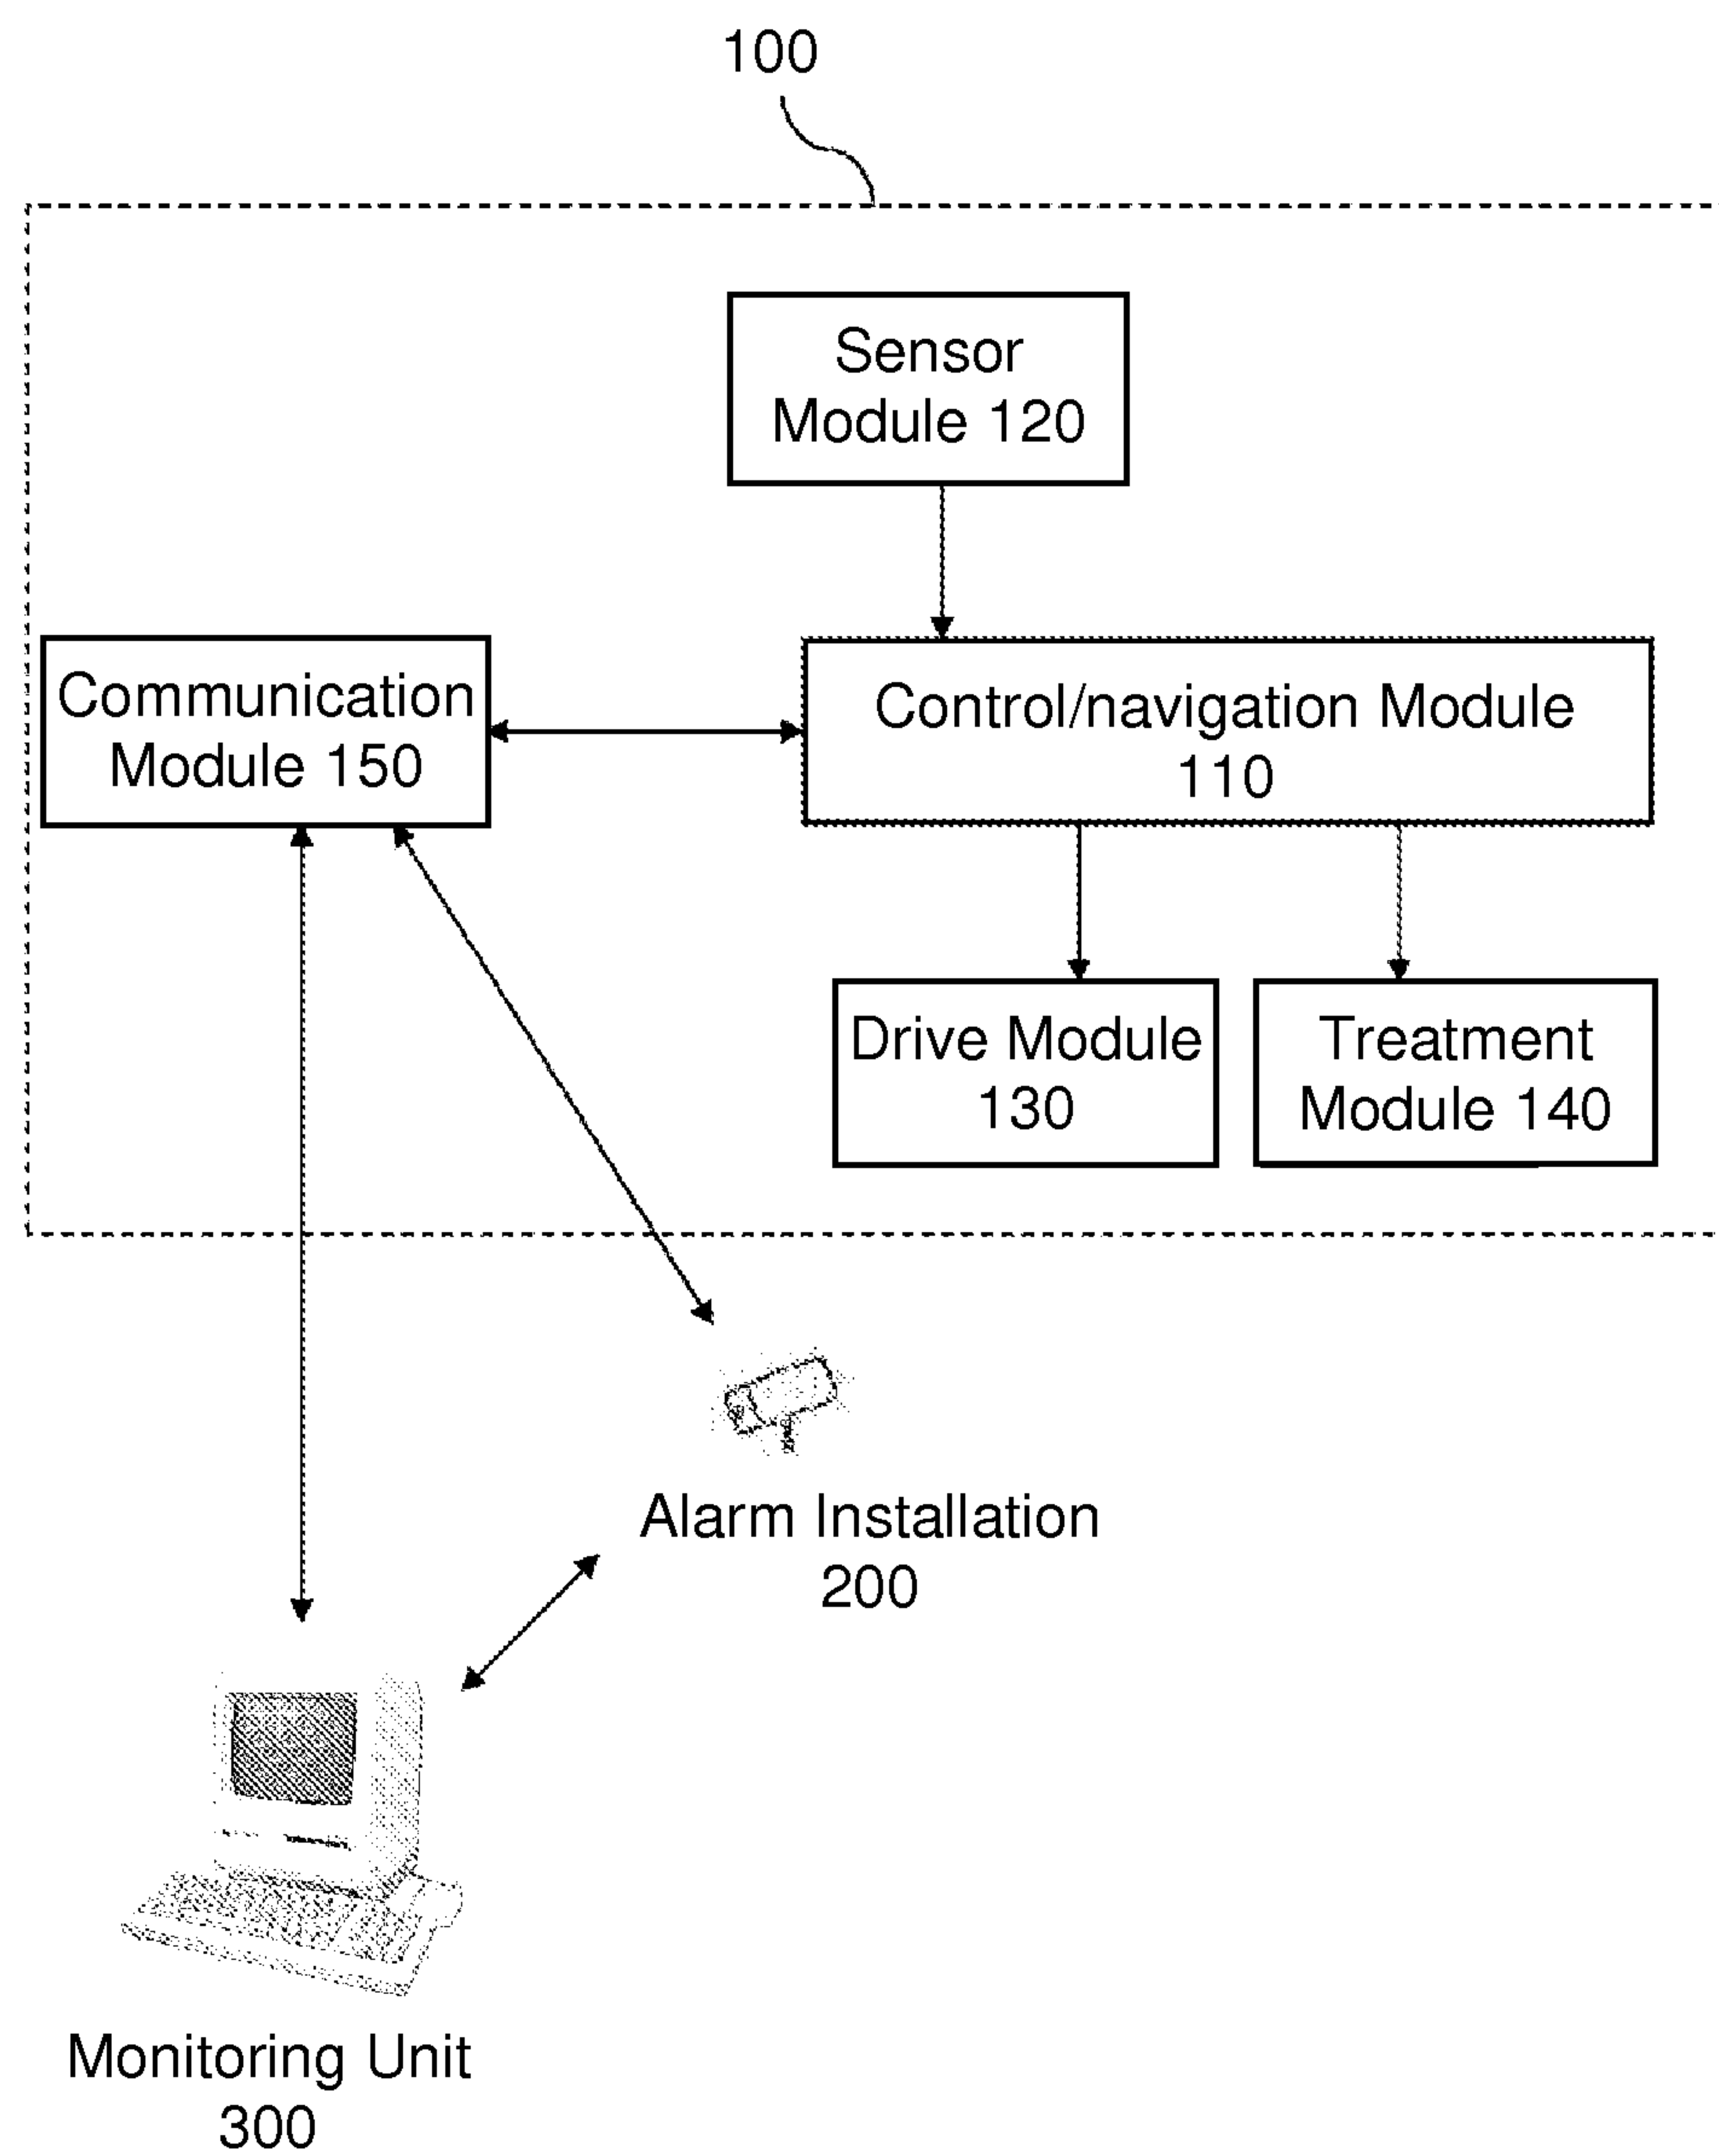 100
Sensor
Module 120
Communication
Module 150
Control/navigation Module
110
Drive Module
130
Treatment
Module 140
Alarm Installation
200
Monitoring Unit
300